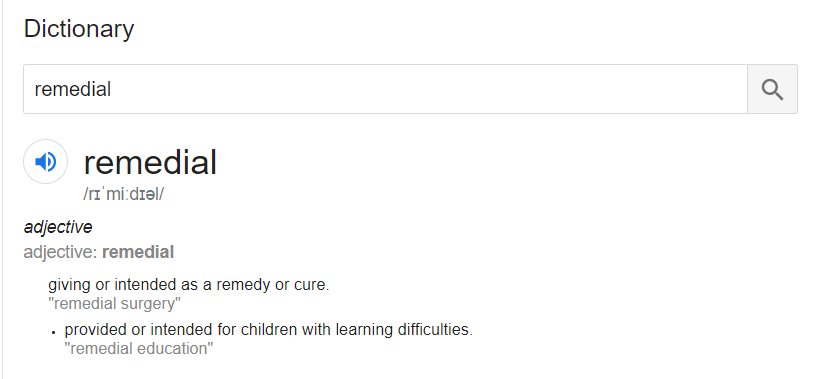 Dictionary
remedial
remedial
/rɪˈmiːdɪəl/
adjective
adjective: remedial
giving or intended as a remedy or cure.
"remedial surgery"
• provided or intended for children with learning difficulties.
"remedial education"